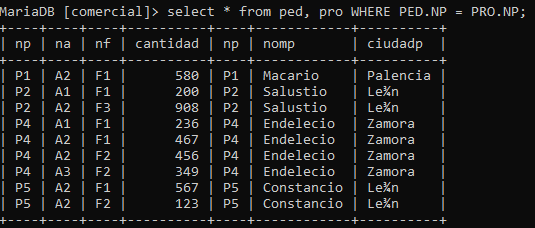 MariaDB [comercial]> select * from ped, pro WHERE PED.NP = PRO.NP;
+----+----+----+----------+----+------------+----------+
| np | na | nf | cantidad | np | nomp       | ciudadp  |
+----+----+----+----------+----+------------+----------+
| P1 | A2 | F1 |      580 | P1 | Macario    | Palencia |
| P2 | A1 | F1 |      200 | P2 | Salustio   | Le¾n     |
| P2 | A2 | F3 |      908 | P2 | Salustio   | Le¾n     |
| P4 | A1 | F1 |      236 | P4 | Endelecio  | Zamora   |
| P4 | A2 | F1 |      467 | P4 | Endelecio  | Zamora   |
| P4 | A2 | F2 |      456 | P4 | Endelecio  | Zamora   |
| P4 | A3 | F2 |      349 | P4 | Endelecio  | Zamora   |
| P5 | A1 | F1 |      567 | P5 | Constancio | Le¾n     |
| P5 | A2 | F2 |      123 | P5 | Constancio | Le¾n     |
+----+----+----+----------+----+------------+----------+